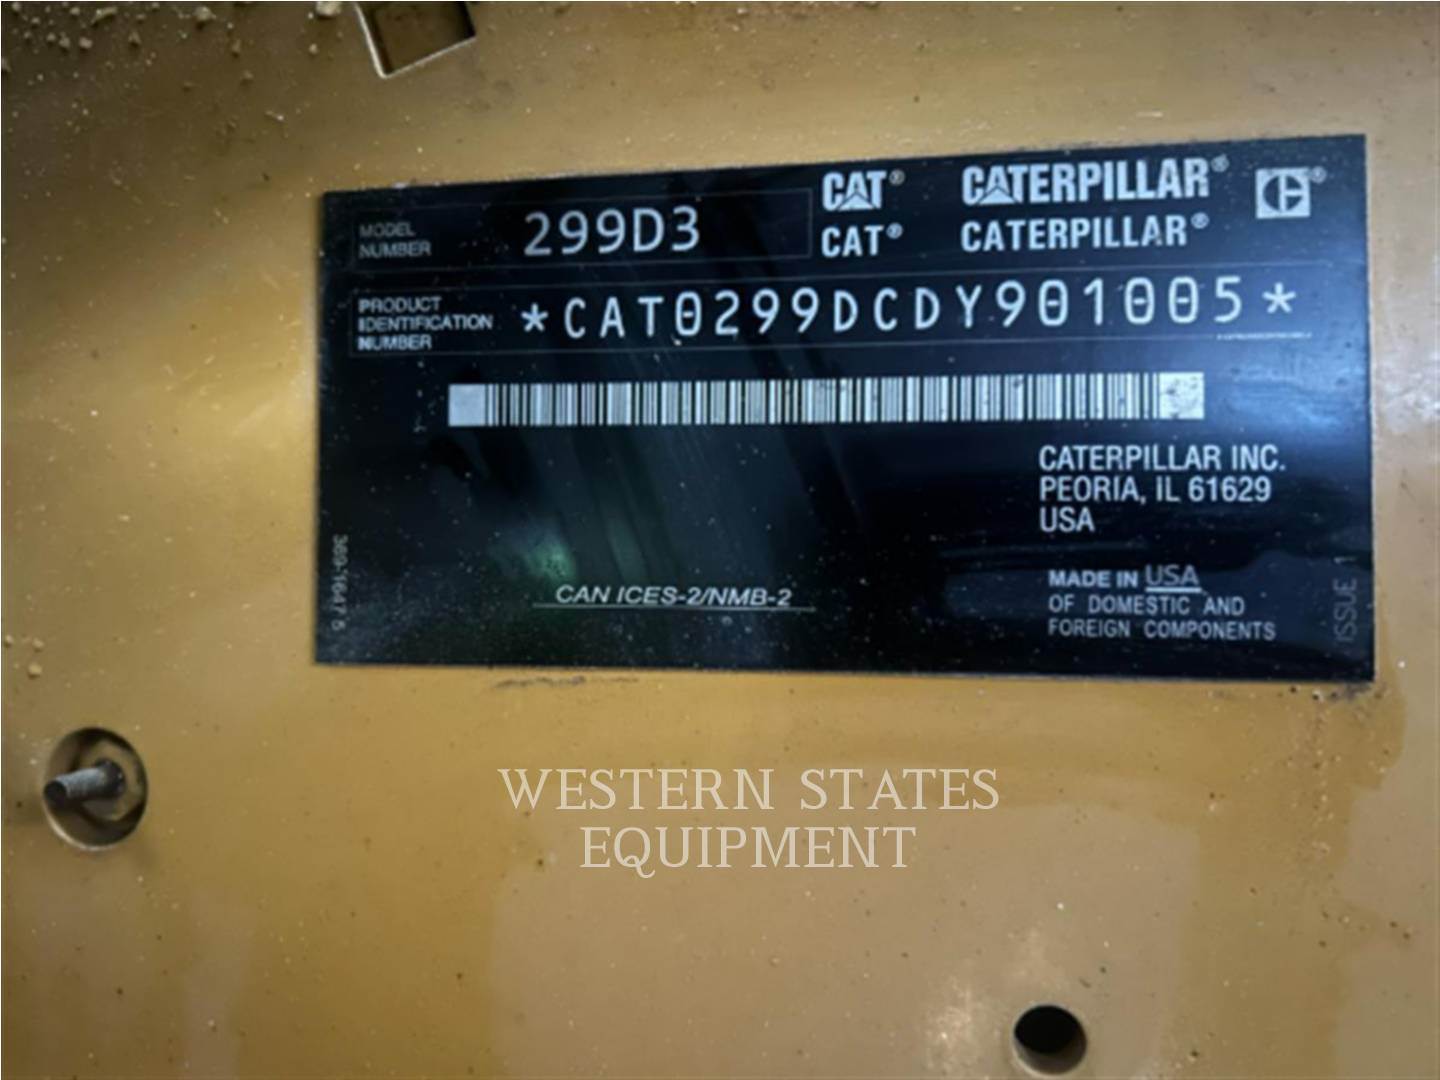 MODEL NUMBER 299D3
CAT® CATERPILLAR® ®
CAT® CATERPILLAR®
PRODUCT
IDENTIFICATION
NUMBER
*CAT0299DCDY901005*
CATERPILLAR INC.
PEORIA, IL 61629
USA
CAN ICES-2/NMB-2
MADE IN USA
OF DOMESTIC AND
FOREIGN COMPONENTS
ISSUE 1
WESTERN STATES
EQUIPMENT